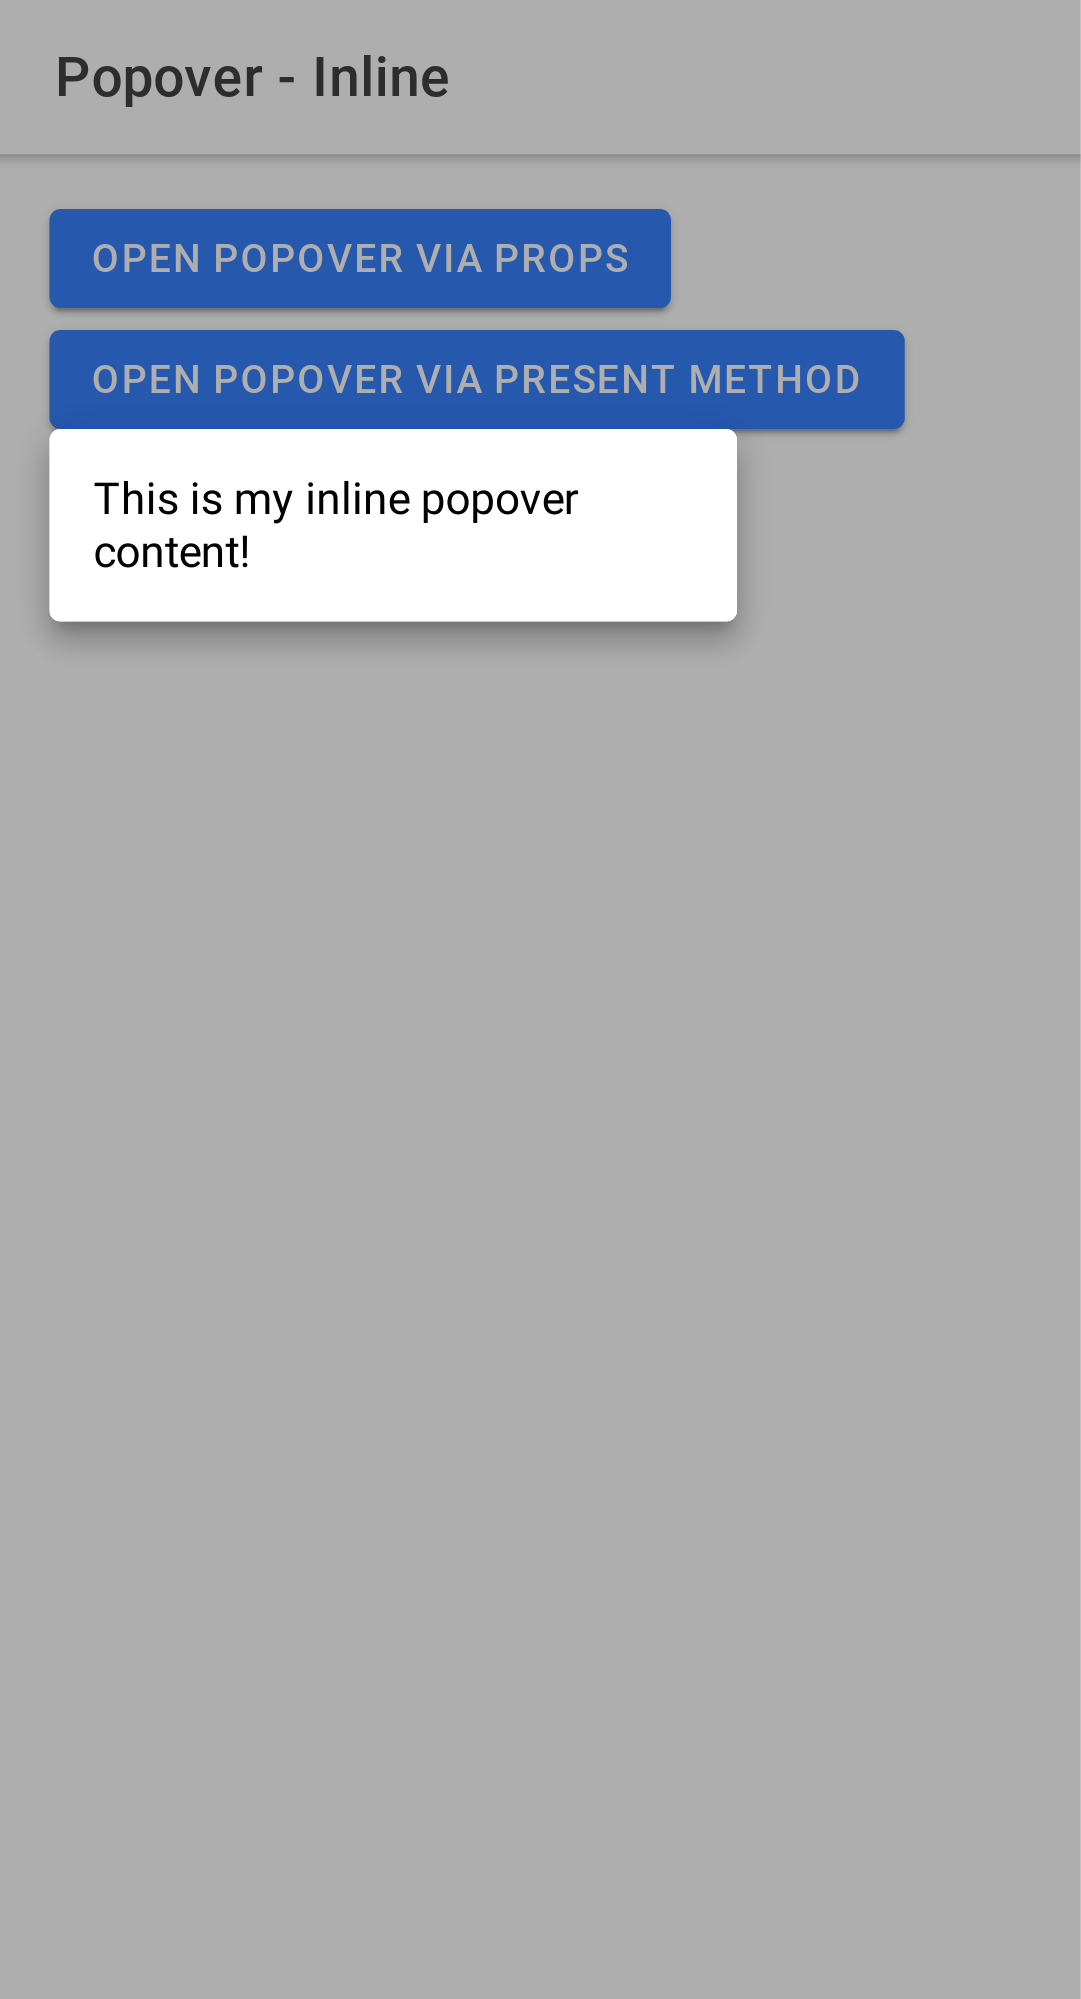 Popover - Inline
OPEN POPOVER VIA PROPS
OPEN POPOVER VIA PRESENT METHOD
This is my inline popover
content!